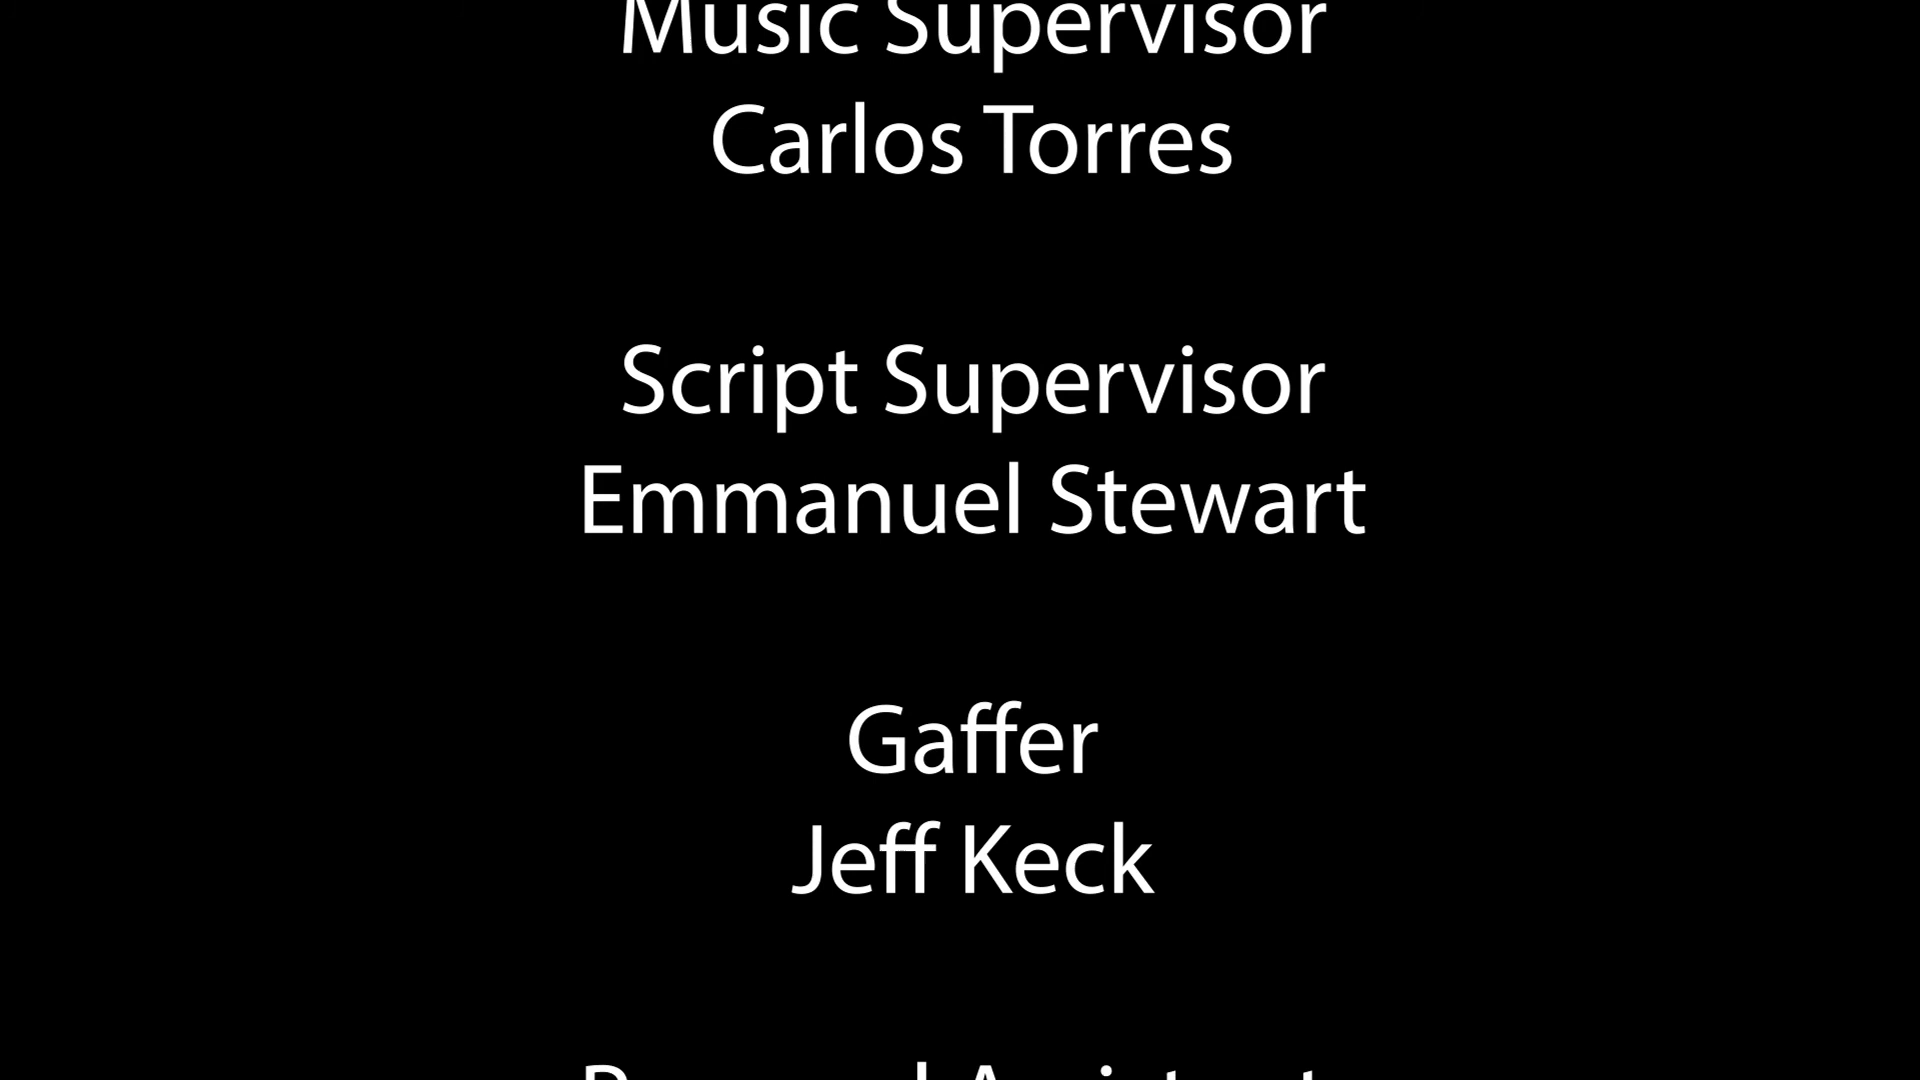 Music Supervisor
Carlos Torres
Script Supervisor
Emmanuel Stewart
Gaffer
Jeff Keck